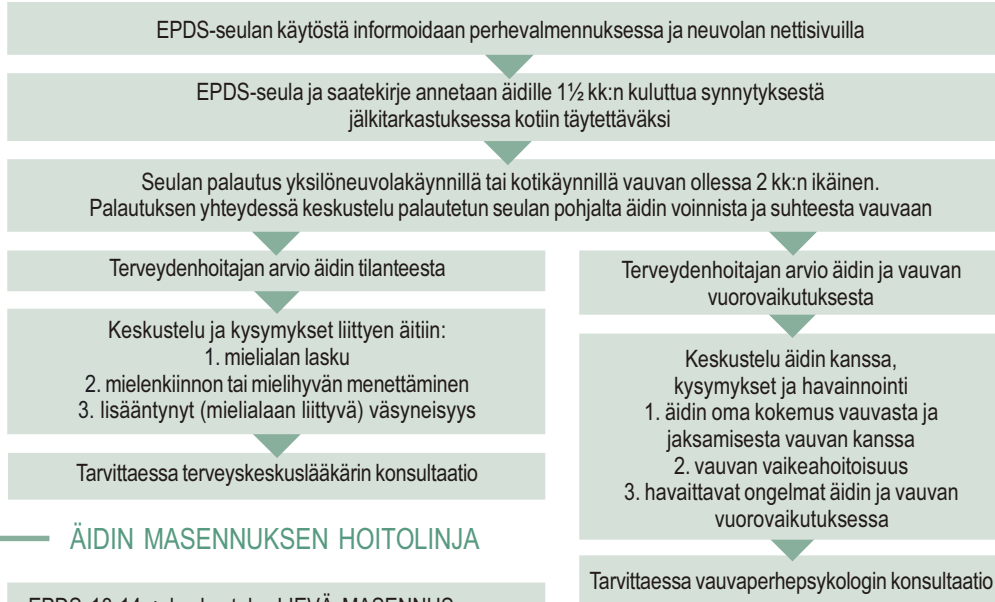 EPDS-seulan käytöstä informoidaan perhevalmennuksessa ja neuvolan nettisivuilla
EPDS-seula ja saatekirje annetaan äidille 1½ kk:n kuluttua synnytyksestä
jälkitarkastuksessa kotiin täytettäväksi
Seulan palautus yksilöneuvolakäynnillä tai kotikäynnillä vauvan ollessa 2 kk:n ikäinen.
Palautuksen yhteydessä keskustelu palautetun seulan pohjalta äidin voinnista ja suhteesta vauvaan
Terveydenhoitajan arvio äidin tilanteesta
Keskustelu ja kysymykset liittyen äitiin:
1. mielialan lasku
2. mielenkiinnon tai mielihyvän menettäminen
3. lisääntynyt (mielialaan liittyvä) väsyneisyys
Tarvittaessa terveyskeskuslääkärin konsultaatio
ÄIDIN MASENNUKSEN HOITOLINJA
Terveydenhoitajan arvio äidin ja vauvan
vuorovaikutuksesta
Keskustelu äidin kanssa,
kysymykset ja havainnointi
1. äidin oma kokemus vauvasta ja
jaksamisesta vauvan kanssa
2. vauvan vaikeahoitoisuus
3. havaittavat ongelmat äidin ja vauvan
vuorovaikutuksessa
Tarvittaessa vauvaperhepsykologin konsultaatio